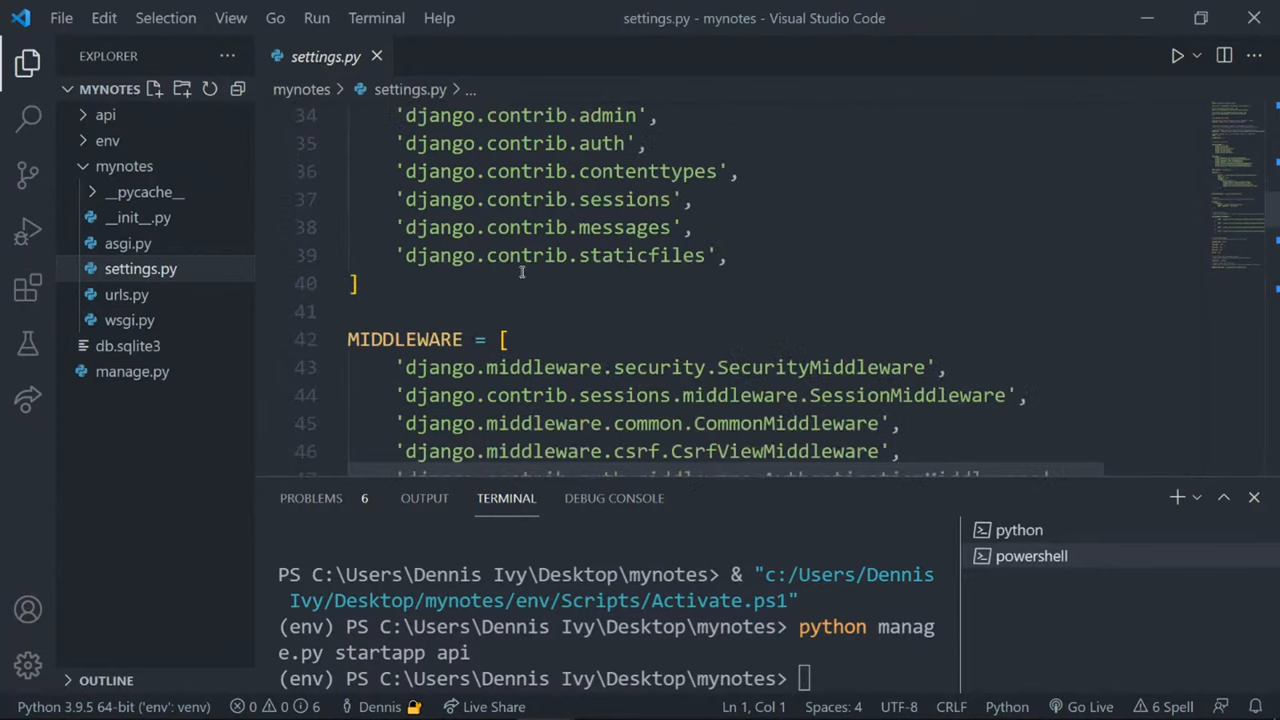 File Edit Selection View Go Run Terminal Help settings.py - mynotes - Visual Studio Code
EXPLORER
settings.py
MYNOTES
mynotes > settings.py > ...
api
env
mynotes
__pycache__
__init__.py
asgi.py
settings.py
urls.py
wsgi.py
db.sqlite3
manage.py
OUTLINE
34 'django.contrib.admin',
35 'django.contrib.auth',
36 'django.contrib.contenttypes',
37 'django.contrib.sessions',
38 'django.contrib.messages',
39 'django.contrib.staticfiles',
40 ]
41
42 MIDDLEWARE = [
43 'django.middleware.security.SecurityMiddleware',
44 'django.contrib.sessions.middleware.SessionMiddleware',
45 'django.middleware.common.CommonMiddleware',
46 'django.middleware.csrf.CsrfViewMiddleware',
PROBLEMS 6 OUTPUT TERMINAL DEBUG CONSOLE
PS C:\Users\Dennis Ivy\Desktop\mynotes> & "c:/Users/Dennis
Ivy/Desktop/mynotes/env/Scripts/Activate.ps1"
(env) PS C:\Users\Dennis Ivy\Desktop\mynotes> python manag
e.py startapp api
(env) PS C:\Users\Dennis Ivy\Desktop\mynotes>
python
powershell
Python 3.9.5 64-bit ('env': venv) 0 0 6 Dennis Live Share Ln 1, Col 1 Spaces: 4 UTF-8 CRLF Python Go Live 6 Spell